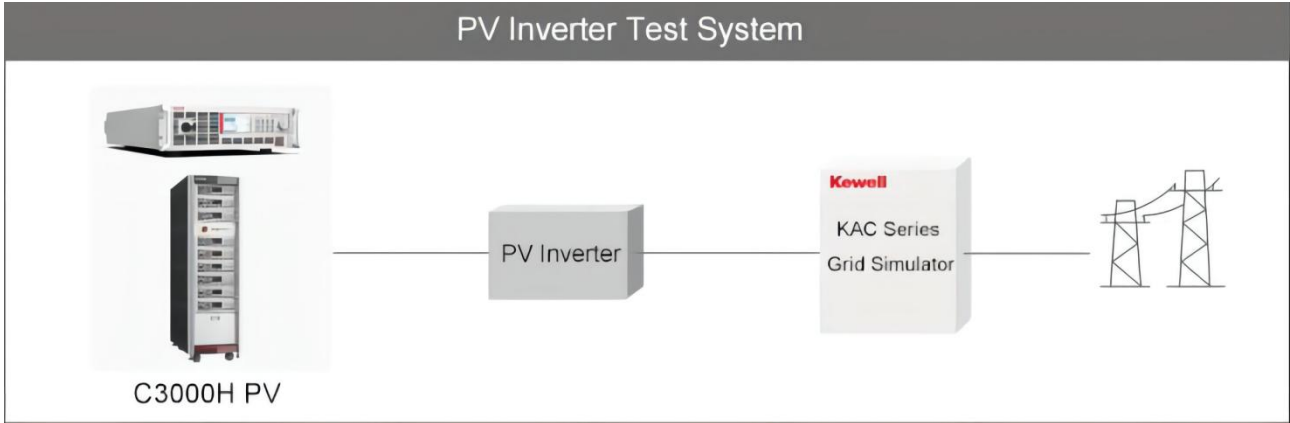 PV Inverter Test System
Kewell
KAC Series
Grid Simulator
PV Inverter
C3000H PV